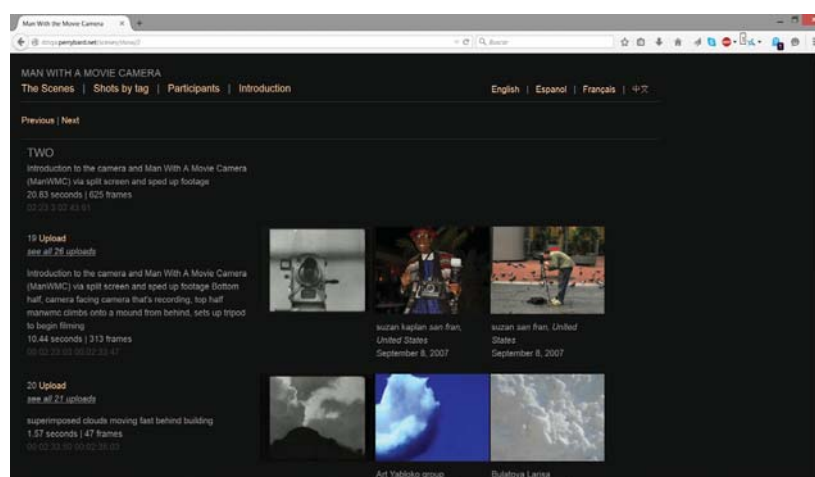 Man With the Movie Camera
Buscar
MAN WITH A MOVIE CAMERA
The Scenes | Shots by tag | Participants | Introduction
English | Espanol | Français | 中文
Previous | Next
TWO
Introduction to the camera and Man With A Movie Camera
(ManWMC) via split screen and sped up footage
20.83 seconds | 625 frames
19 Upload
see all 26 uploads
Introduction to the camera and Man With A Movie Camera
(ManWMC) via split screen and sped up footage Bottom
half, camera facing camera that's recording, top half
manwmc climbs onto a mound from behind, sets up tripod
to begin filming
10.44 seconds | 313 frames
suzan kaplan san fran,
United States
September 8, 2007
suzan san fran, United
States
September 8, 2007
20 Upload
see all 21 uploads
superimposed clouds moving fast behind building
1.57 seconds | 47 frames
Art Yabloko group
Bulatova Larisa